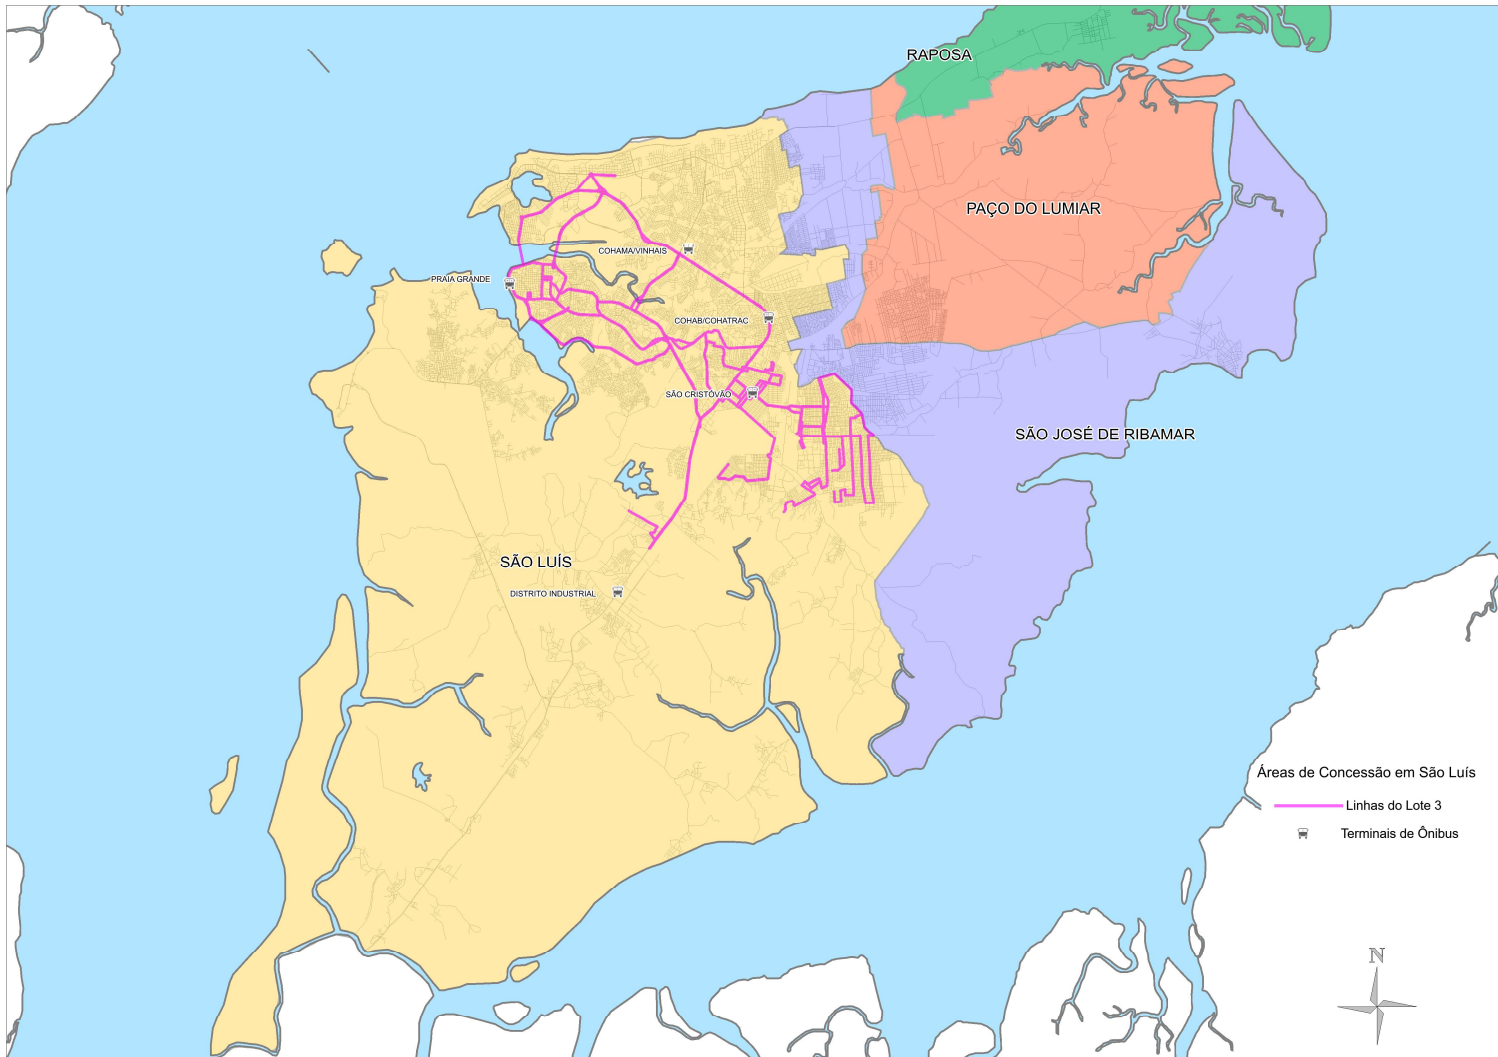 RAPOSA
PAÇO DO LUMIAR
COHAMA/VINHAIS
PRAIA GRANDE
COHAB/COHATRAC
SÃO CRISTÓVÃO
SÃO JOSÉ DE RIBAMAR
SÃO LUÍS
DISTRITO INDUSTRIAL
Áreas de Concessão em São Luís
Linhas do Lote 3
Terminais de Ônibus
N